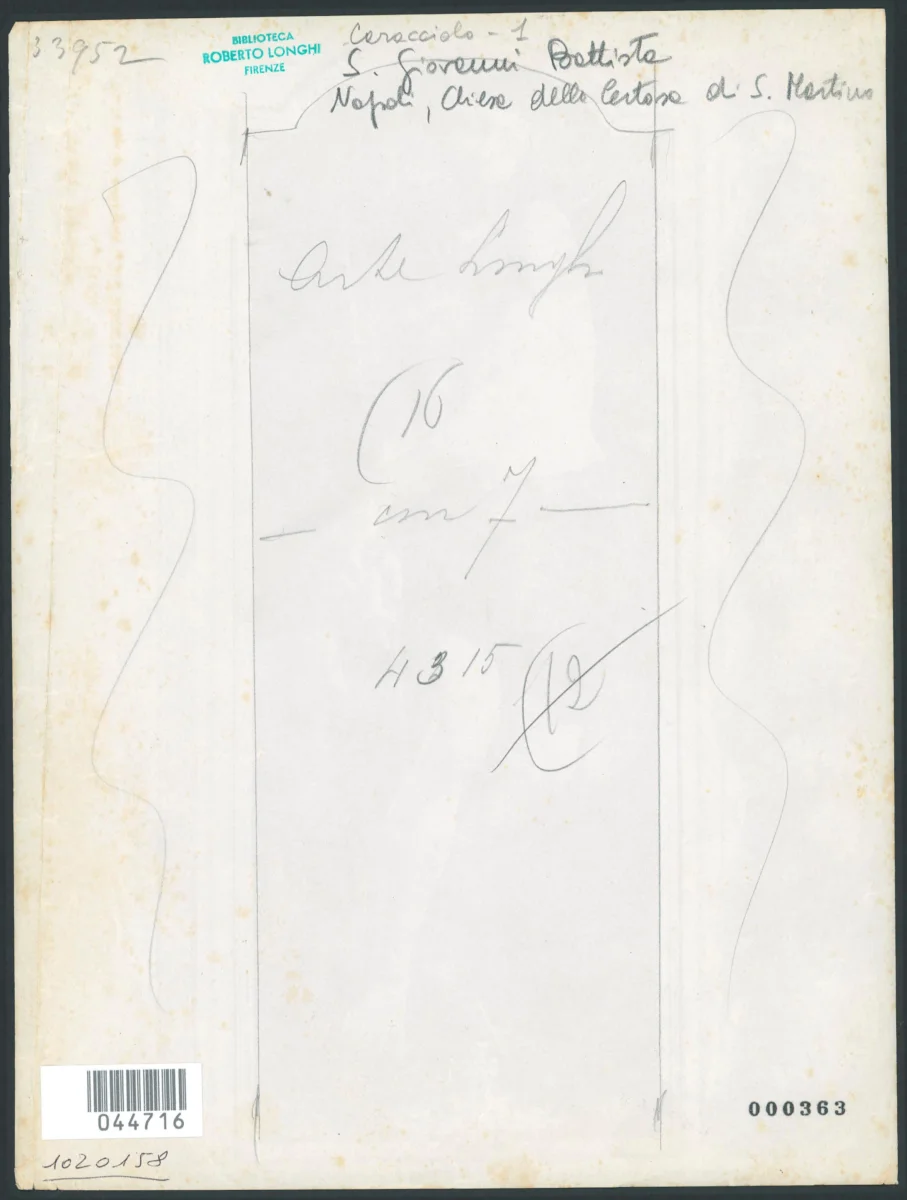 33952
BIBLIOTECA
ROBERTO LONGHI
FIRENZE
Caracciolo - 1
S. Giovanni Battista
Napoli, Chiesa della Certosa di S. Martino
Arte Longhi
(16
— cm 7 —
4315 (12
044716
1020158
000363